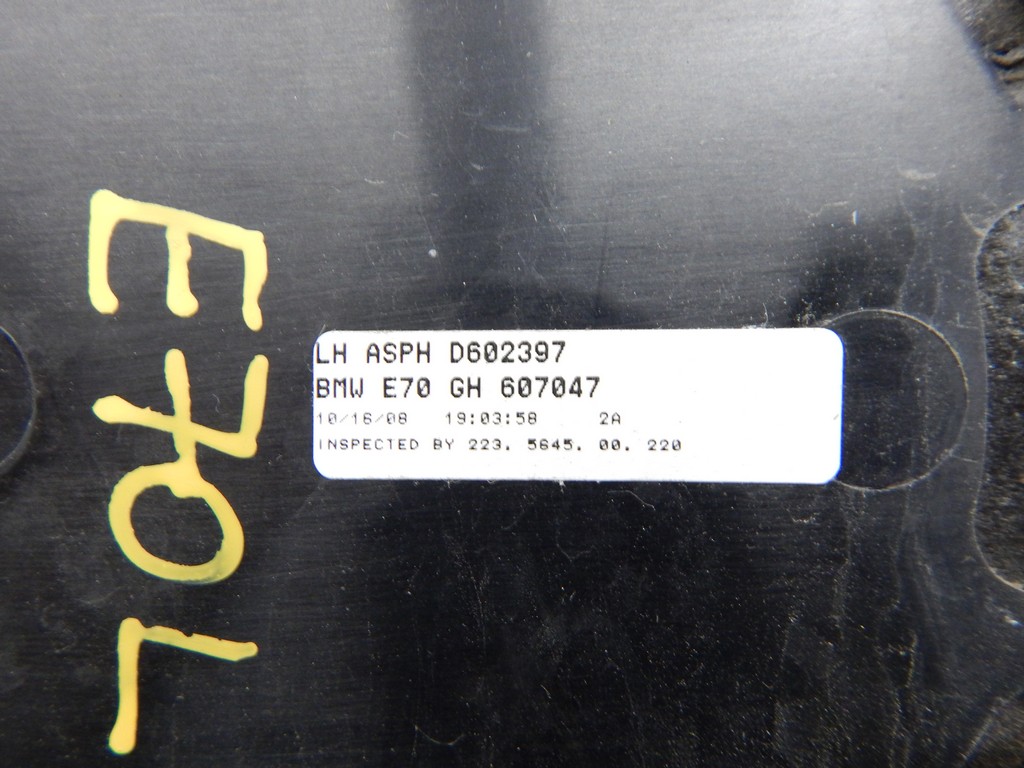 E70 L
LH ASPH D602397
BMW E70 GH 607047
10/16/08 19:03:58 2A
INSPECTED BY 223. 5645. 00. 220